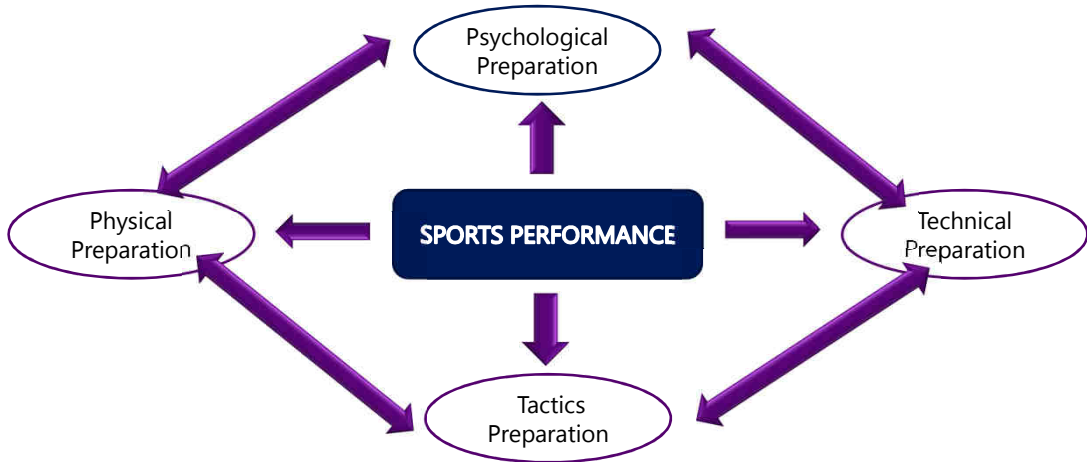 Psychological
Preparation
Physical
Preparation
SPORTS PERFORMANCE
Technical
Preparation
Tactics
Preparation